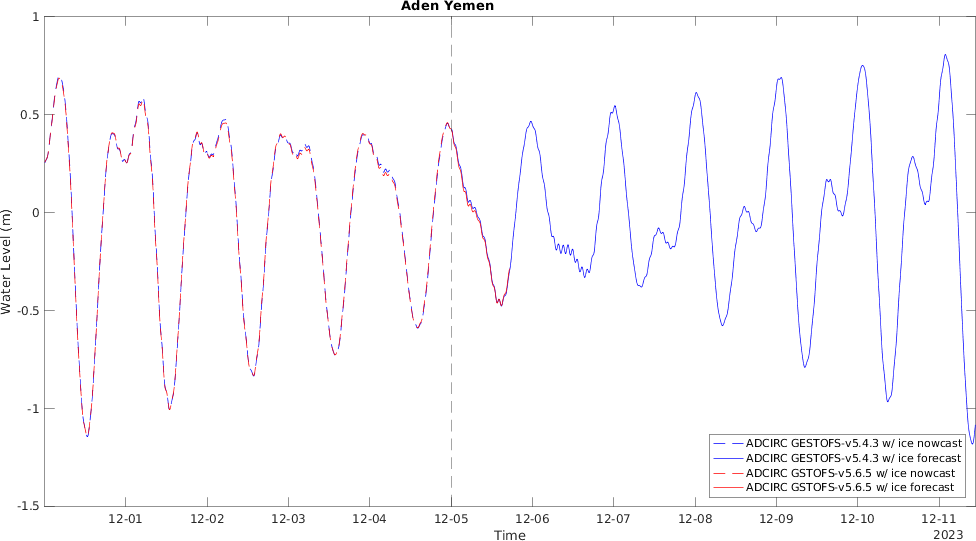 Aden Yemen
1
0.5
0
-0.5
-1
-1.5
Water Level (m)
12-01 12-02 12-03 12-04 12-05 12-06 12-07 12-08 12-09 12-10 12-11
Time
2023
ADCIRC GESTOFS-v5.4.3 w/ ice nowcast
ADCIRC GESTOFS-v5.4.3 w/ ice forecast
ADCIRC GSTOFS-v5.6.5 w/ ice nowcast
ADCIRC GSTOFS-v5.6.5 w/ ice forecast